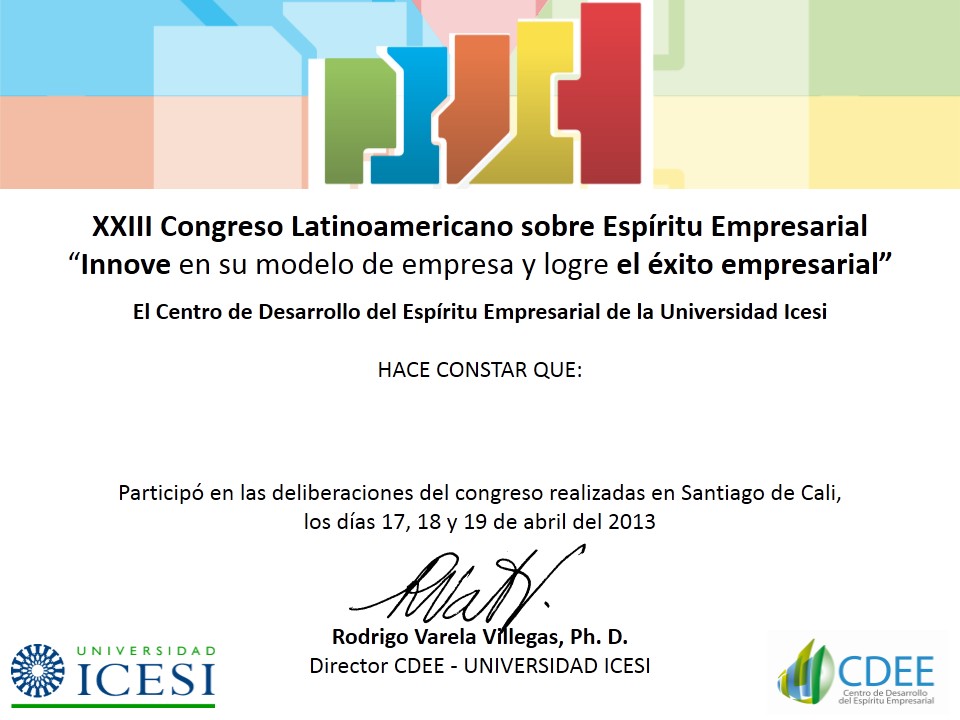 XXIII Congreso Latinoamericano sobre Espíritu Empresarial
“Innove en su modelo de empresa y logre el éxito empresarial”
El Centro de Desarrollo del Espíritu Empresarial de la Universidad Icesi
HACE CONSTAR QUE:
Participó en las deliberaciones del congreso realizadas en Santiago de Cali,
los días 17, 18 y 19 de abril del 2013
Rodrigo Varela Villegas, Ph. D.
Director CDEE - UNIVERSIDAD ICESI
UNIVERSIDAD
ICESI
CDEE
Centro de Desarrollo
del Espíritu Empresarial